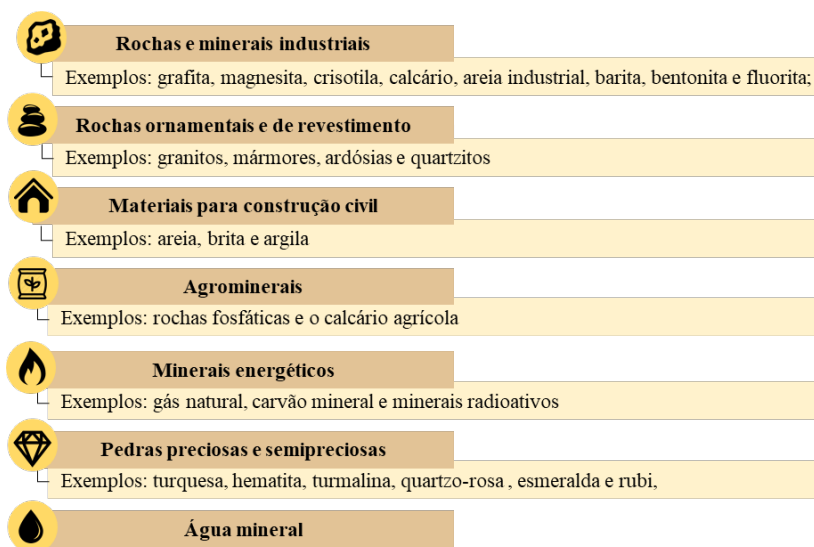 Rochas e minerais industriais
Exemplos: grafita, magnesita, crisotila, calcário, areia industrial, barita, bentonita e fluorita;
Rochas ornamentais e de revestimento
Exemplos: granitos, mármores, ardósias e quartzitos
Materiais para construção civil
Exemplos: areia, brita e argila
Agrominerais
Exemplos: rochas fosfáticas e o calcário agrícola
Minerais energéticos
Exemplos: gás natural, carvão mineral e minerais radioativos
Pedras preciosas e semipreciosas
Exemplos: turquesa, hematita, turmalina, quartzo-rosa , esmeralda e rubi,
Água mineral